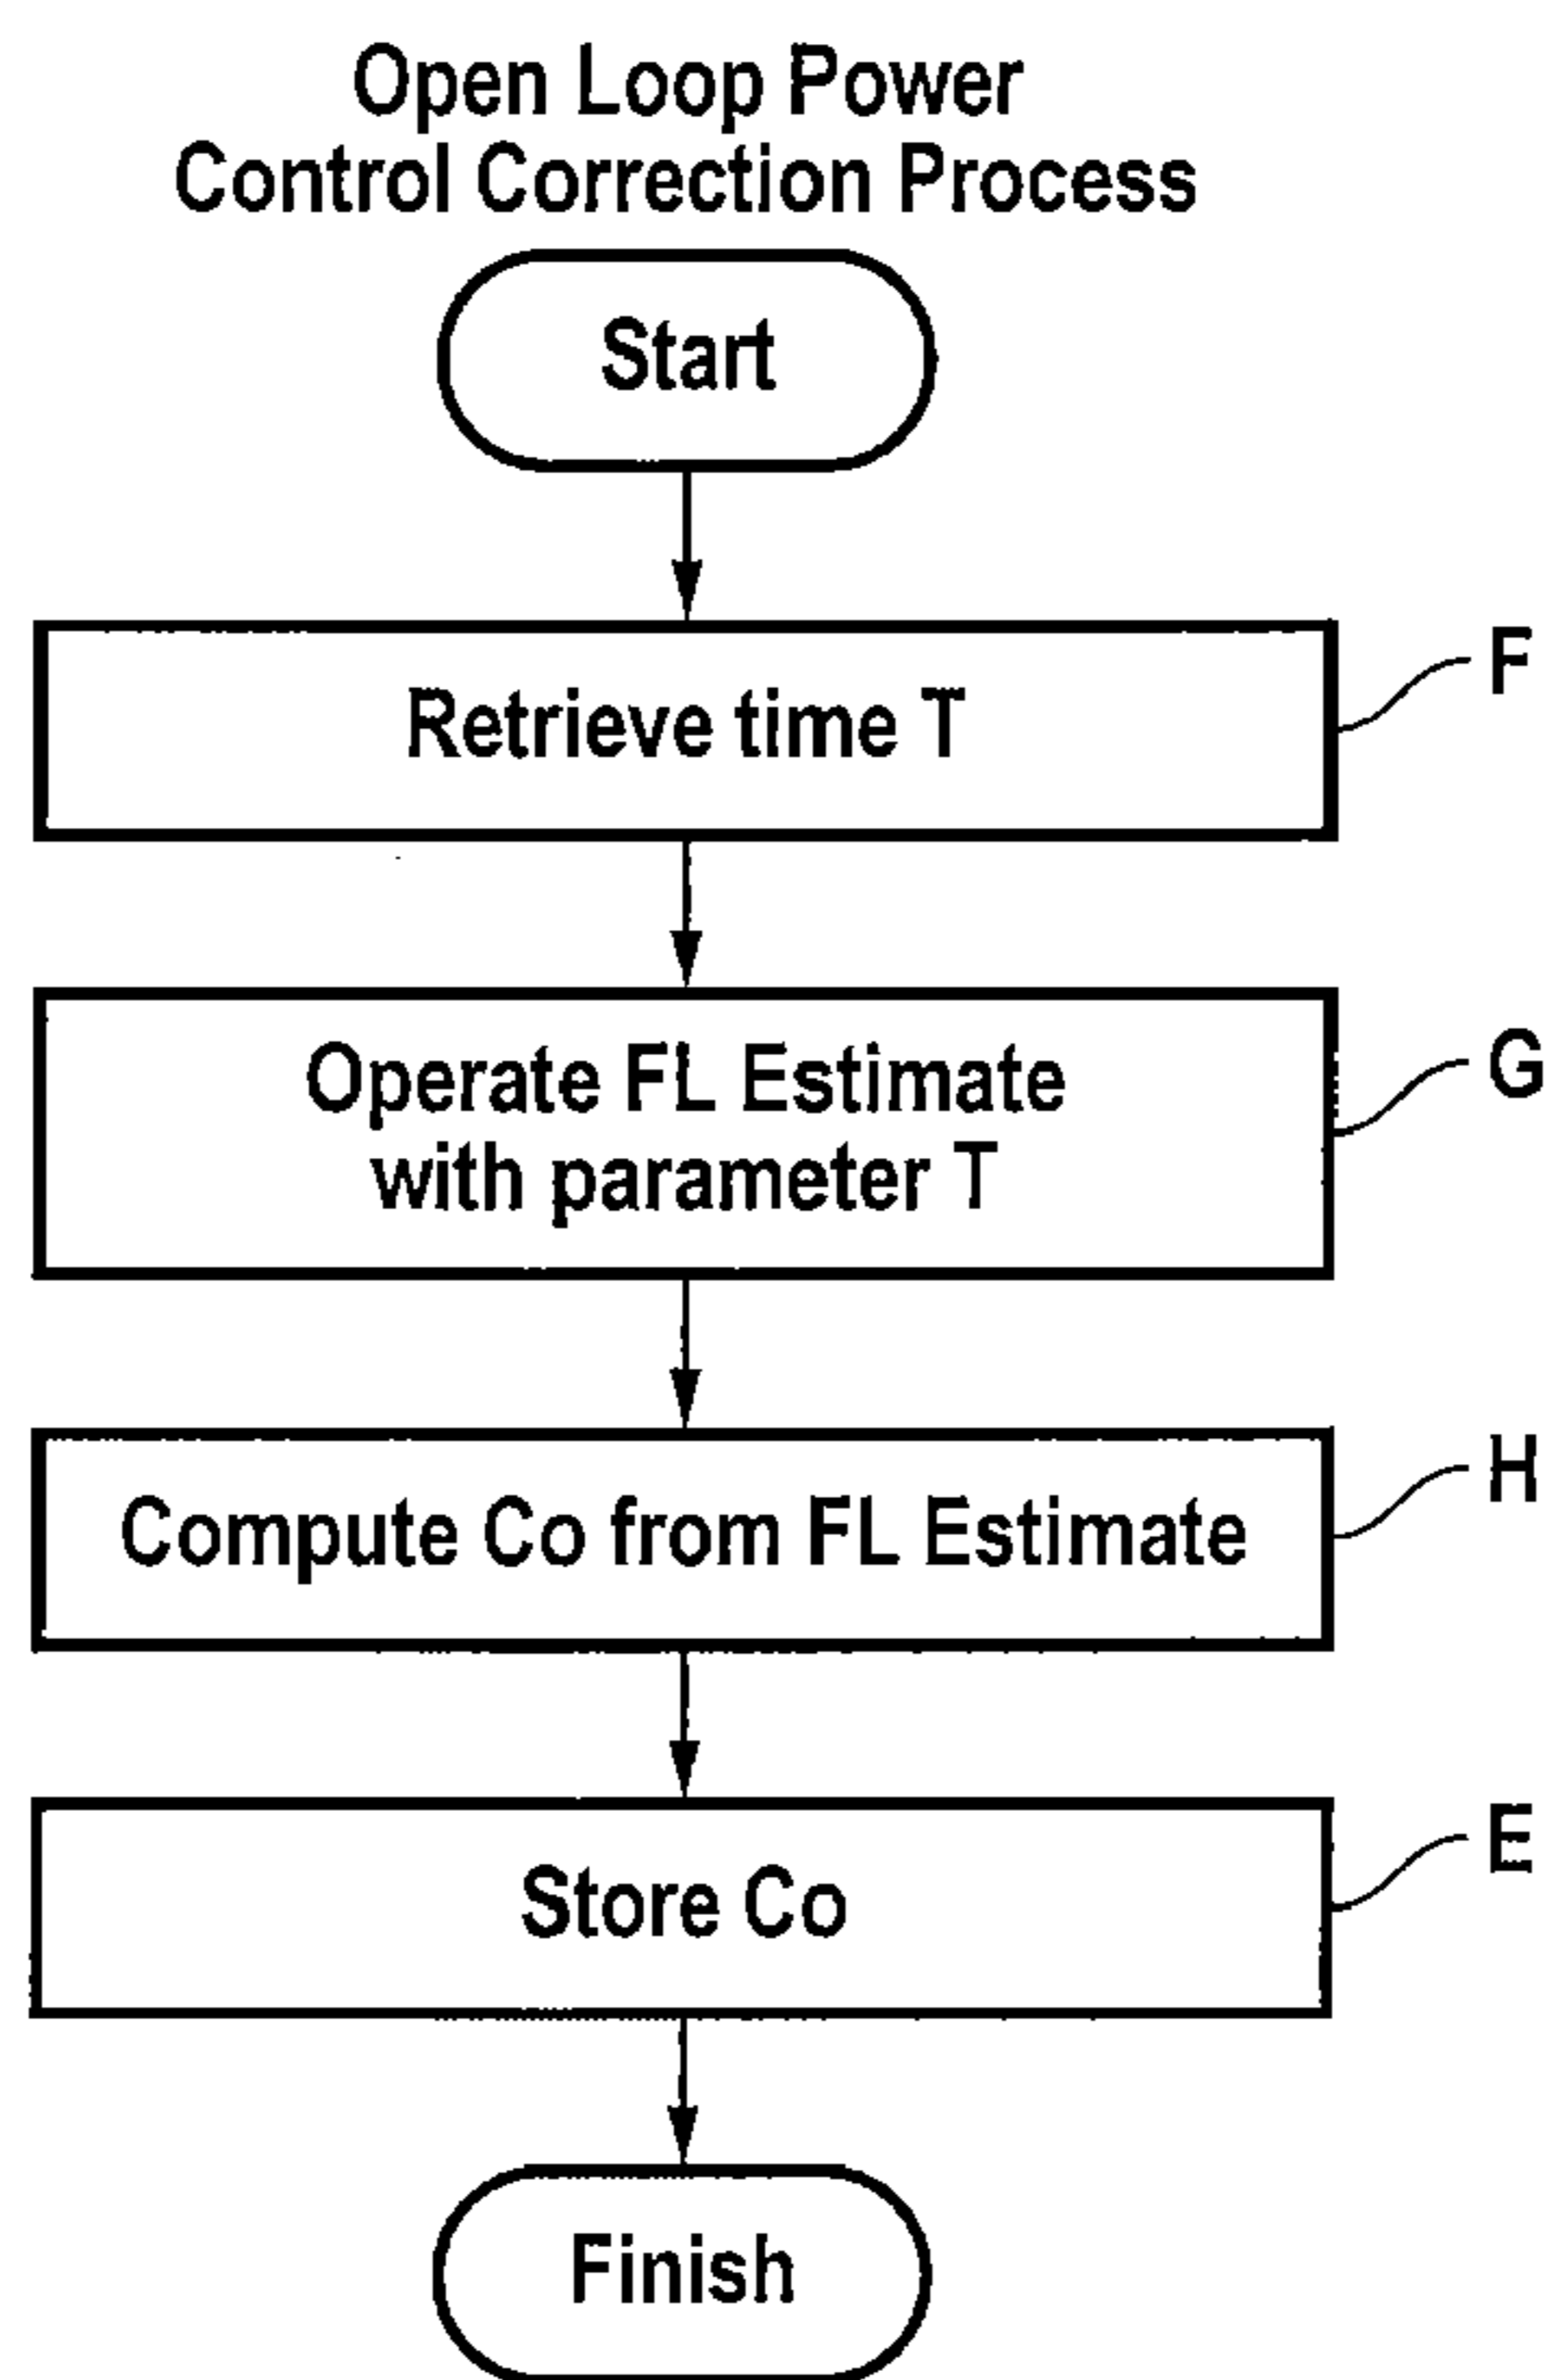 Open Loop Power
Control Correction Process
Start
Retrieve time T
F
Operate FL Estimate
with parameter T
G
Compute Co from FL Estimate
H
Store Co
E
Finish